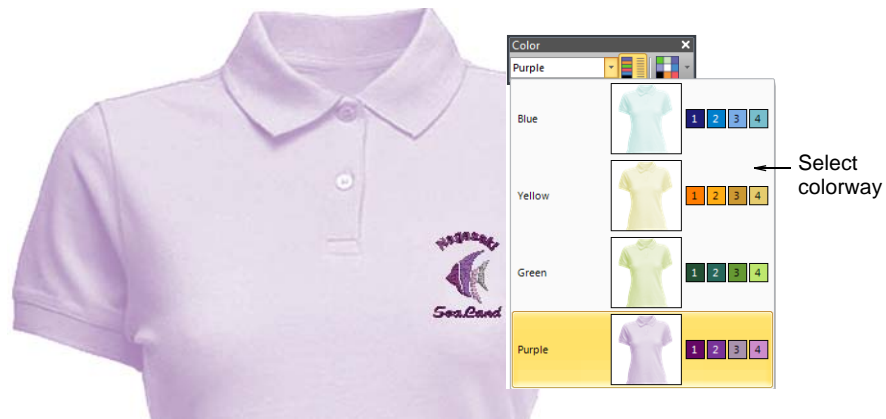 Color
Purple
Blue
1 2 3 4
Yellow
1 2 3 4
Green
1 2 3 4
Purple
1 2 3 4
Select
colorway
Nagasaki
SeaLand